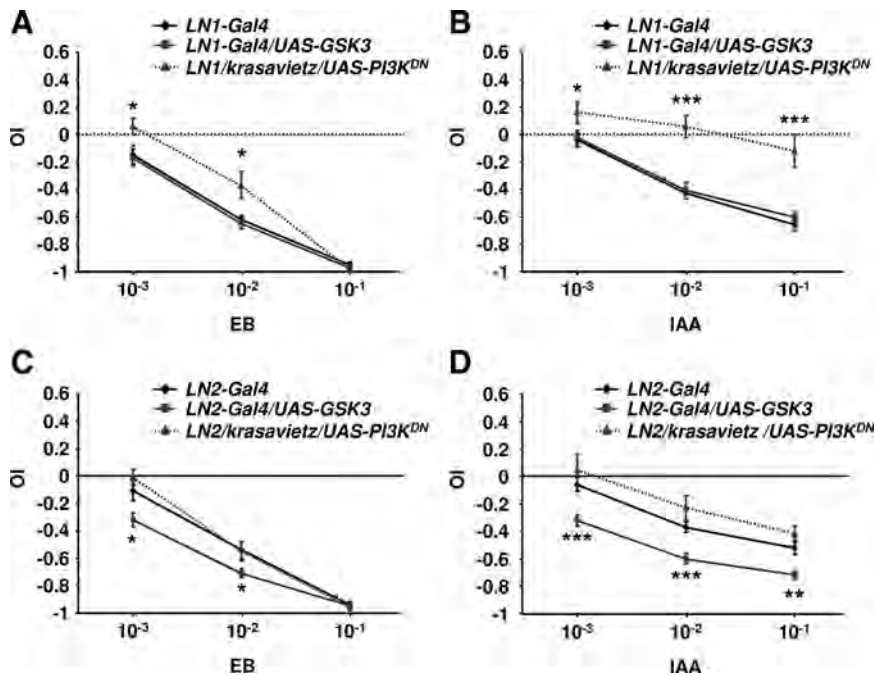 A
LN1-Gal4
LN1-Gal4/UAS-GSK3
LN1/krasavietz/UAS-PI3K^DN
0.6
0.4
0.2
0
-0.2
-0.4
-0.6
-0.8
-1
OI
*
*
10^-3
10^-2
10^-1
EB
B
LN1-Gal4
LN1-Gal4/UAS-GSK3
LN1/krasavietz/UAS-PI3K^DN
0.6
0.4
0.2
0
-0.2
-0.4
-0.6
-0.8
-1
OI
*
***
***
10^-3
10^-2
10^-1
IAA
C
LN2-Gal4
LN2-Gal4/UAS-GSK3
LN2/krasavietz/UAS-PI3K^DN
0.6
0.4
0.2
0
-0.2
-0.4
-0.6
-0.8
-1
OI
*
*
10^-3
10^-2
10^-1
EB
D
LN2-Gal4
LN2-Gal4/UAS-GSK3
LN2/krasavietz /UAS-PI3K^DN
0.6
0.4
0.2
0
-0.2
-0.4
-0.6
-0.8
-1
OI
***
***
**
10^-3
10^-2
10^-1
IAA